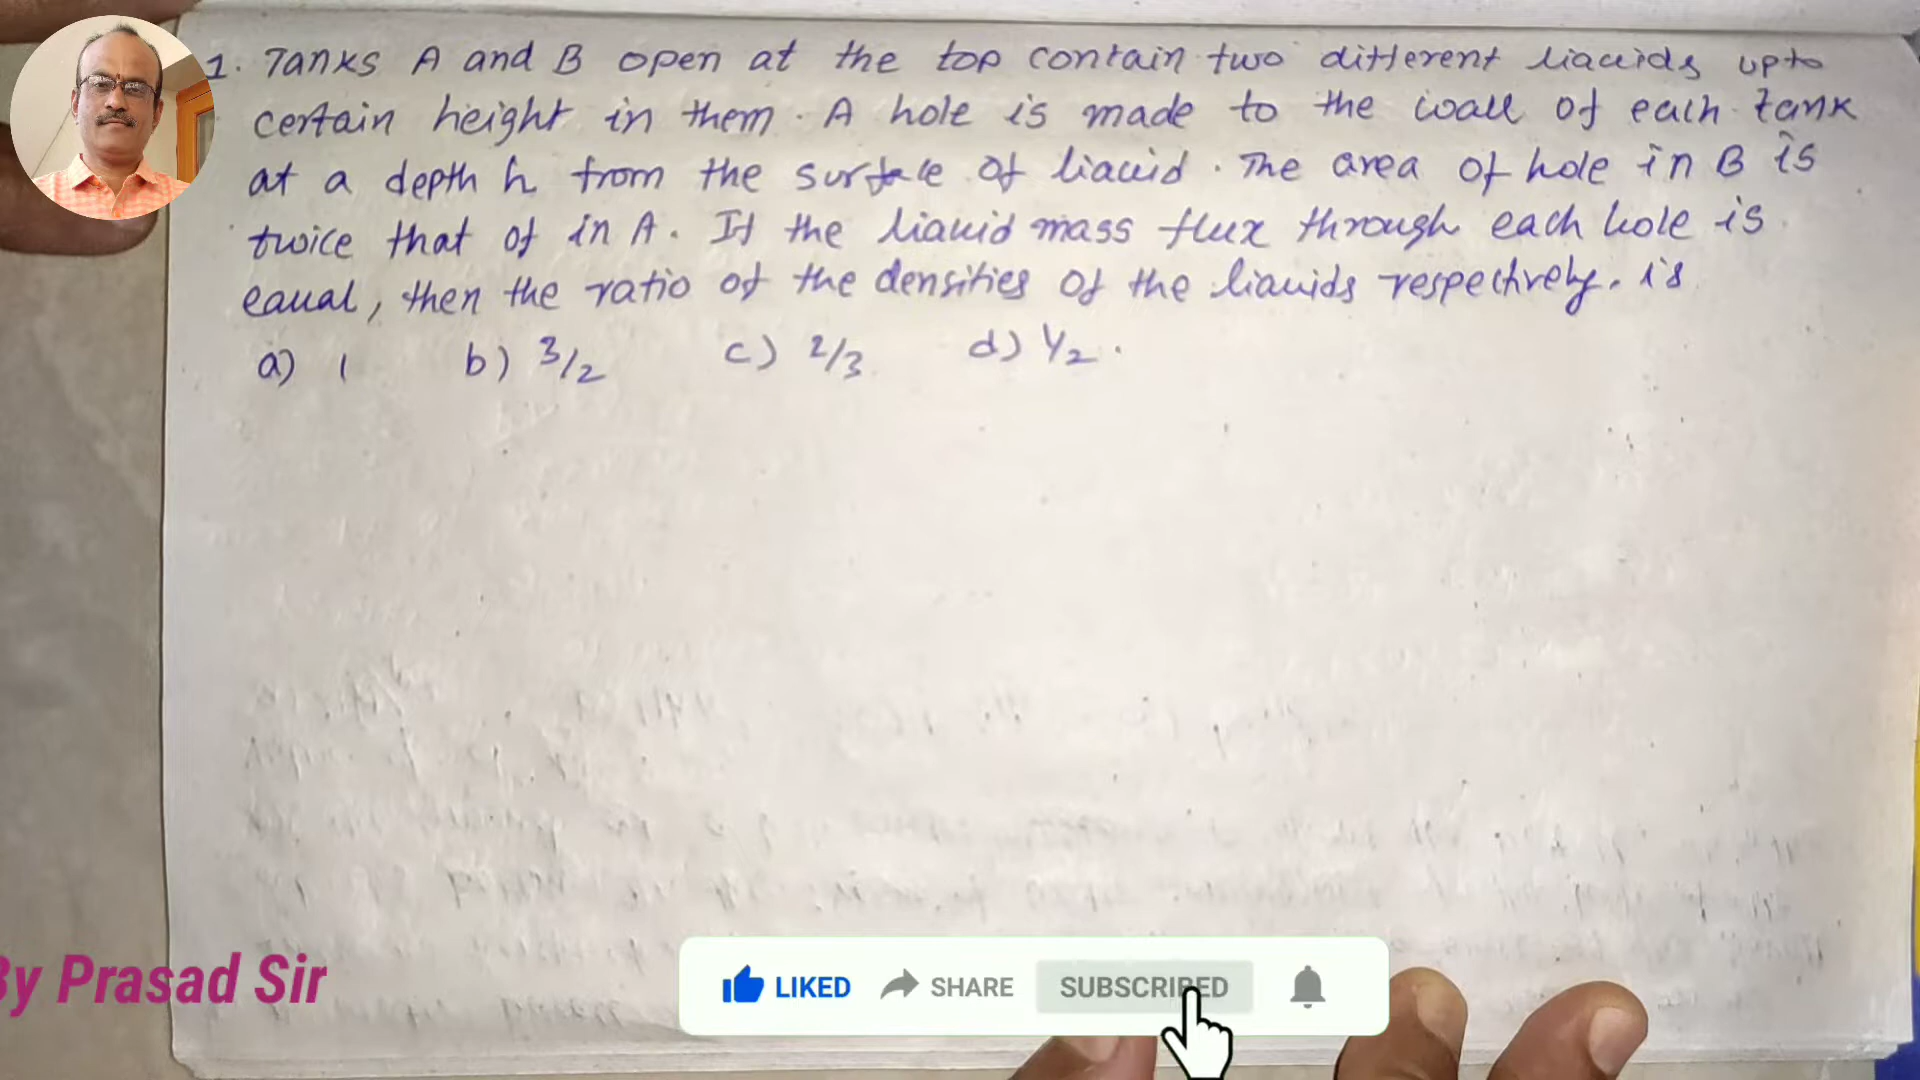 1. Tanks A and B open at the top contain two different liquids upto
certain height in them. A hole is made to the wall of each tank
at a depth h from the surface of liquid. The area of hole in B is
twice that of in A. If the liquid mass flux through each hole is
equal, then the ratio of the densities of the liquids respectively. is
a) 1 b) 3/2 c) 2/3 d) 1/2.
By Prasad Sir
LIKED SHARE SUBSCRIBED